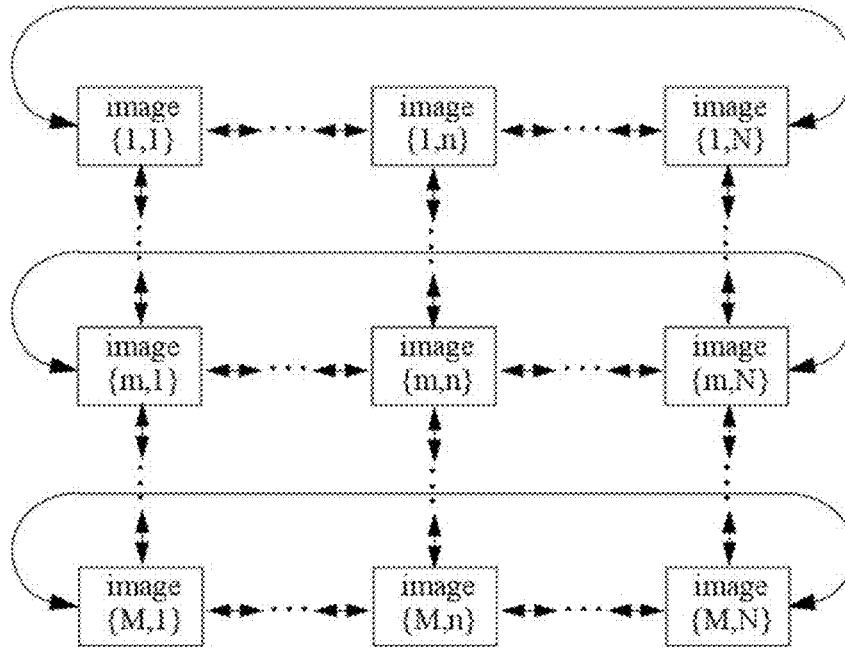 image
{1,1}
image
{1,n}
image
{1,N}
image
{m,1}
image
{m,n}
image
{m,N}
image
{M,1}
image
{M,n}
image
{M,N}